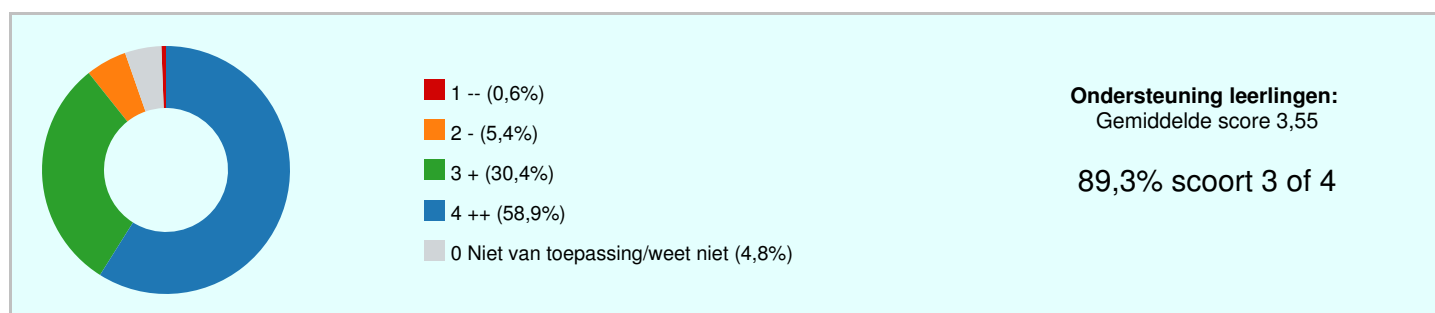 1 -- (0,6%)
2 - (5,4%)
3 + (30,4%)
4 ++ (58,9%)
0 Niet van toepassing/weet niet (4,8%)
Ondersteuning leerlingen:
Gemiddelde score 3,55
89,3% scoort 3 of 4